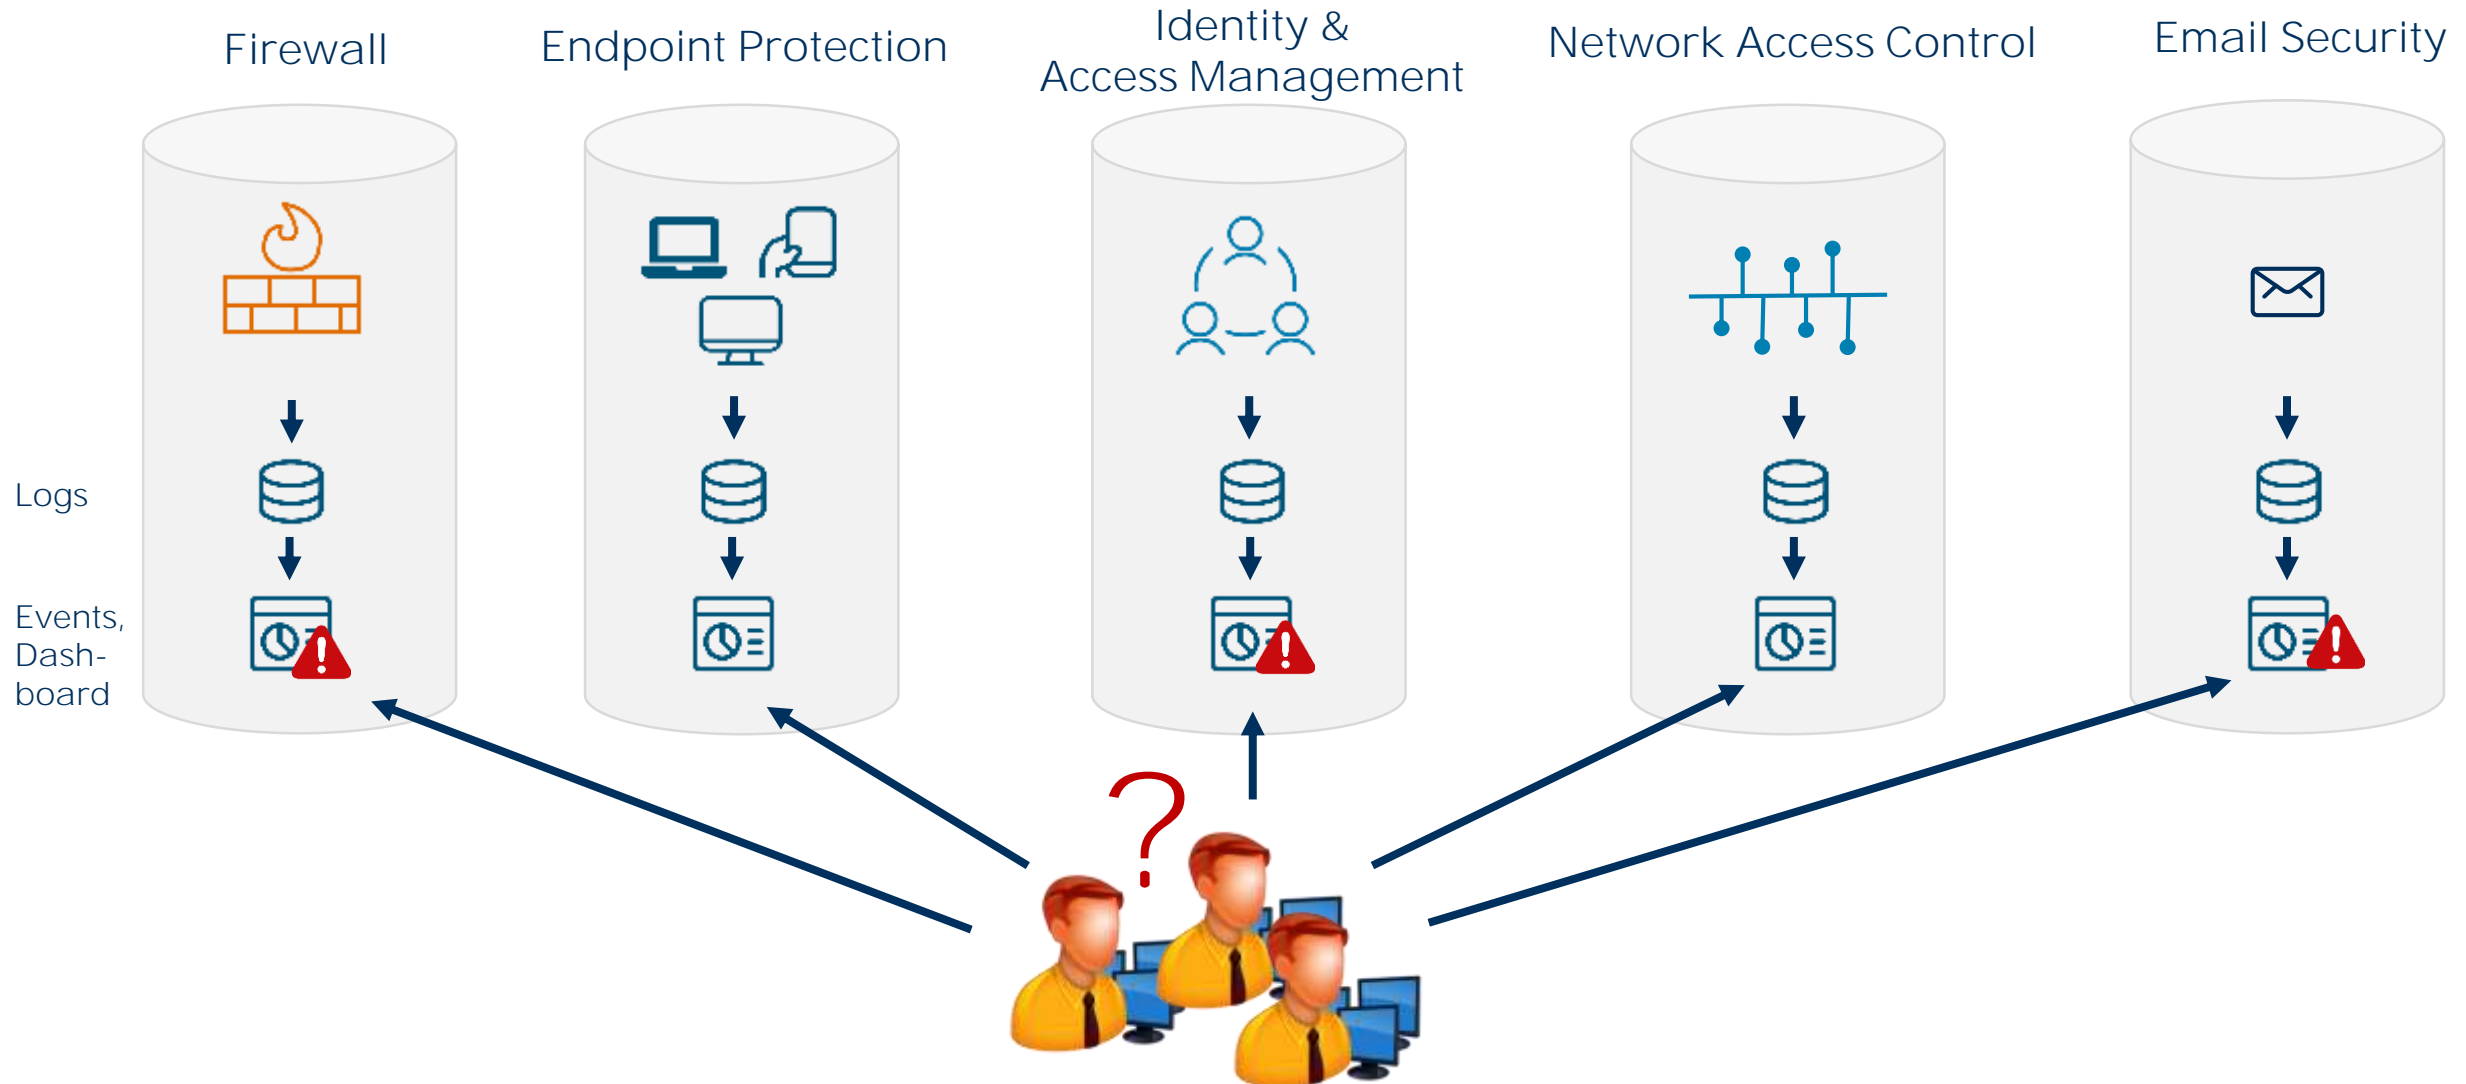 Firewall
Endpoint Protection
Identity &
Access Management
Network Access Control
Email Security
Logs
Events,
Dash-
board
?